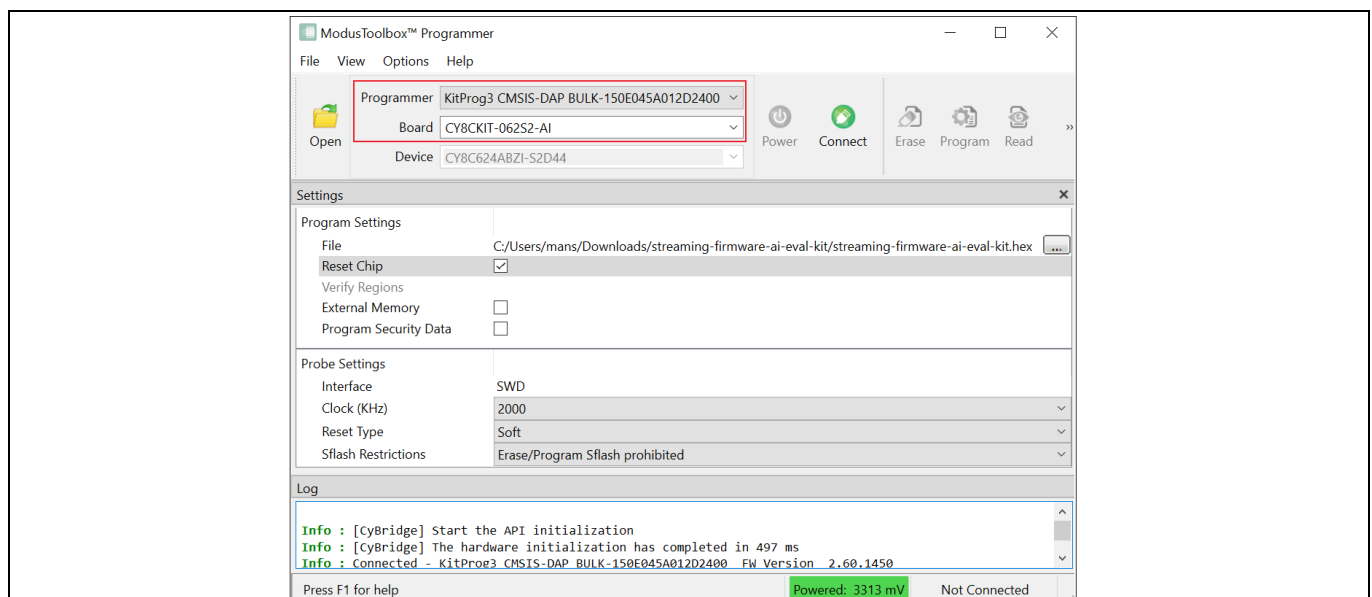 ModusToolbox™ Programmer
File View Options Help
Programmer KitProg3 CMSIS-DAP BULK-150E045A012D2400
Board CY8CKIT-062S2-AI
Device CY8C624ABZI-S2D44
Open
Power Connect Erase Program Read »
Settings
Program Settings
File C:/Users/mans/Downloads/streaming-firmware-ai-eval-kit/streaming-firmware-ai-eval-kit.hex ...
Reset Chip
Verify Regions
External Memory
Program Security Data
Probe Settings
Interface SWD
Clock (KHz) 2000
Reset Type Soft
Sflash Restrictions Erase/Program Sflash prohibited
Log
Info : [CyBridge] Start the API initialization
Info : [CyBridge] The hardware initialization has completed in 497 ms
Info : Connected - KitProg3 CMSIS-DAP BULK-150E045A012D2400 FW Version 2.60.1450
Press F1 for help Powered: 3313 mV Not Connected